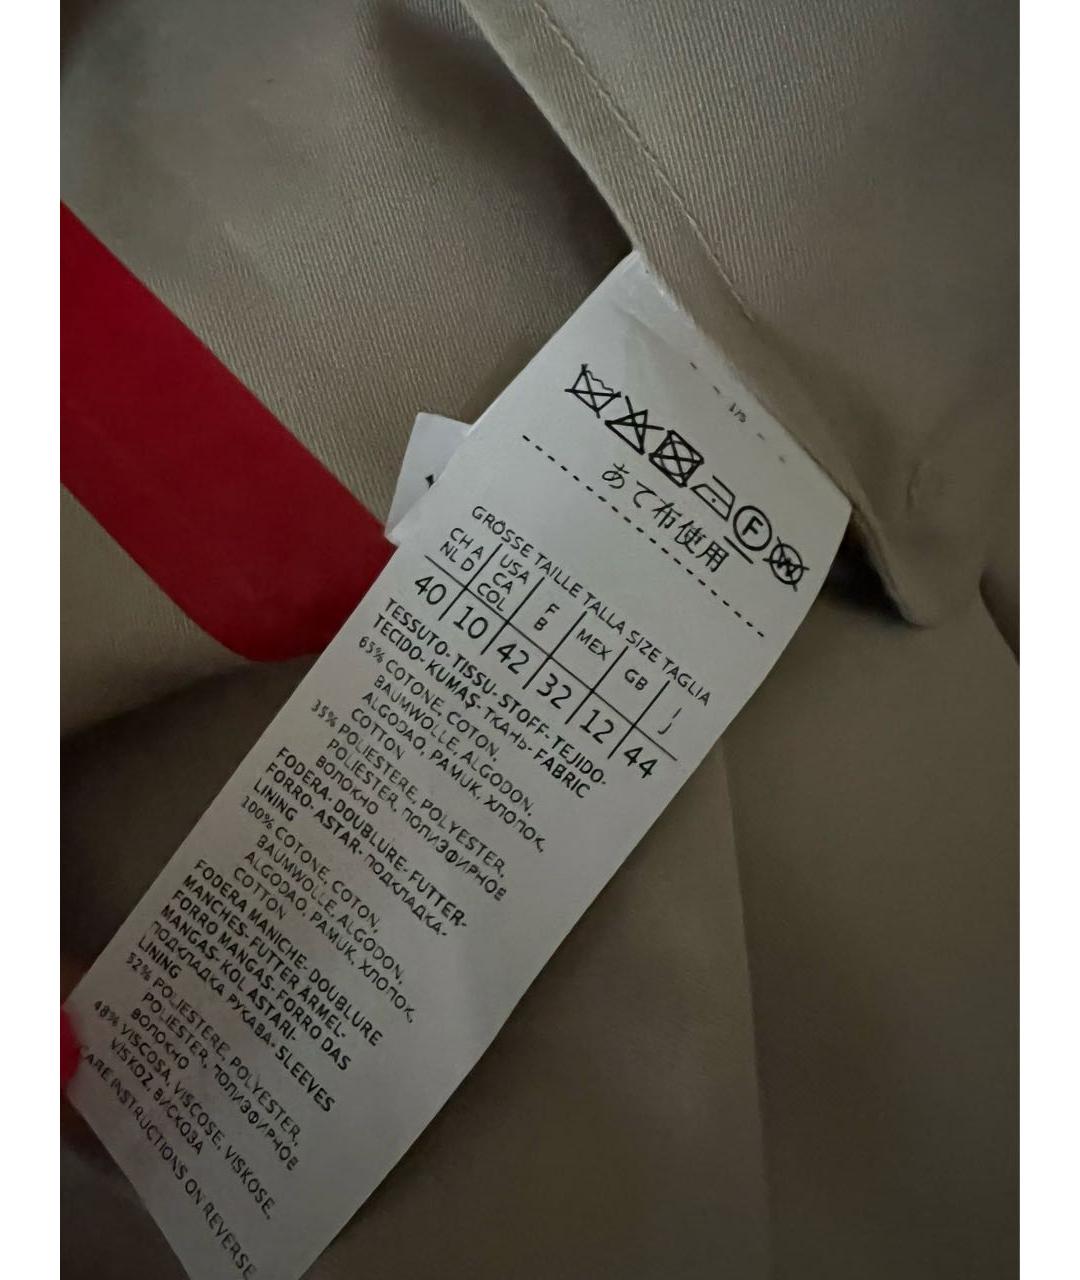 1/5
F
W
あて布使用
GRÖSSE TAILLE TALLA SIZE TAGLIA
CH A NL D | USA CA COL | F B | MEX | GB | I J
40 | 10 | 42 | 32 | 12 | 44
TESSUTO- TISSU- STOFF- TEJIDO-
TECIDO- KUMAŞ- ТКАНЬ- FABRIC
65% COTONE, COTON,
BAUMWOLLE, ALGODON,
ALGODAO, PAMUK, ХЛОПОК,
COTTON
35% POLIESTERE, POLYESTER,
POLIESTER, ПОЛИЭФИРНОЕ
ВОЛОКНО
FODERA- DOUBLURE- FUTTER-
FORRO- ASTAR- ПОДКЛАДКА-
LINING
100% COTONE, COTON,
BAUMWOLLE, ALGODON,
ALGODAO, PAMUK, ХЛОПОК,
COTTON
FODERA MANICHE- DOUBLURE
MANCHES- FUTTER ÄRMEL-
FORRO MANGAS- FORRO DAS
MANGAS- KOL ASTARI-
ПОДКЛАДКА РУКАВА- SLEEVES
LINING
52% POLIESTERE, POLYESTER,
POLIESTER, ПОЛИЭФИРНОЕ
ВОЛОКНО
48% VISCOSA, VISCOSE, VISKOSE,
VISKOZ, ВИСКОЗА
CARE INSTRUCTIONS ON REVERSE